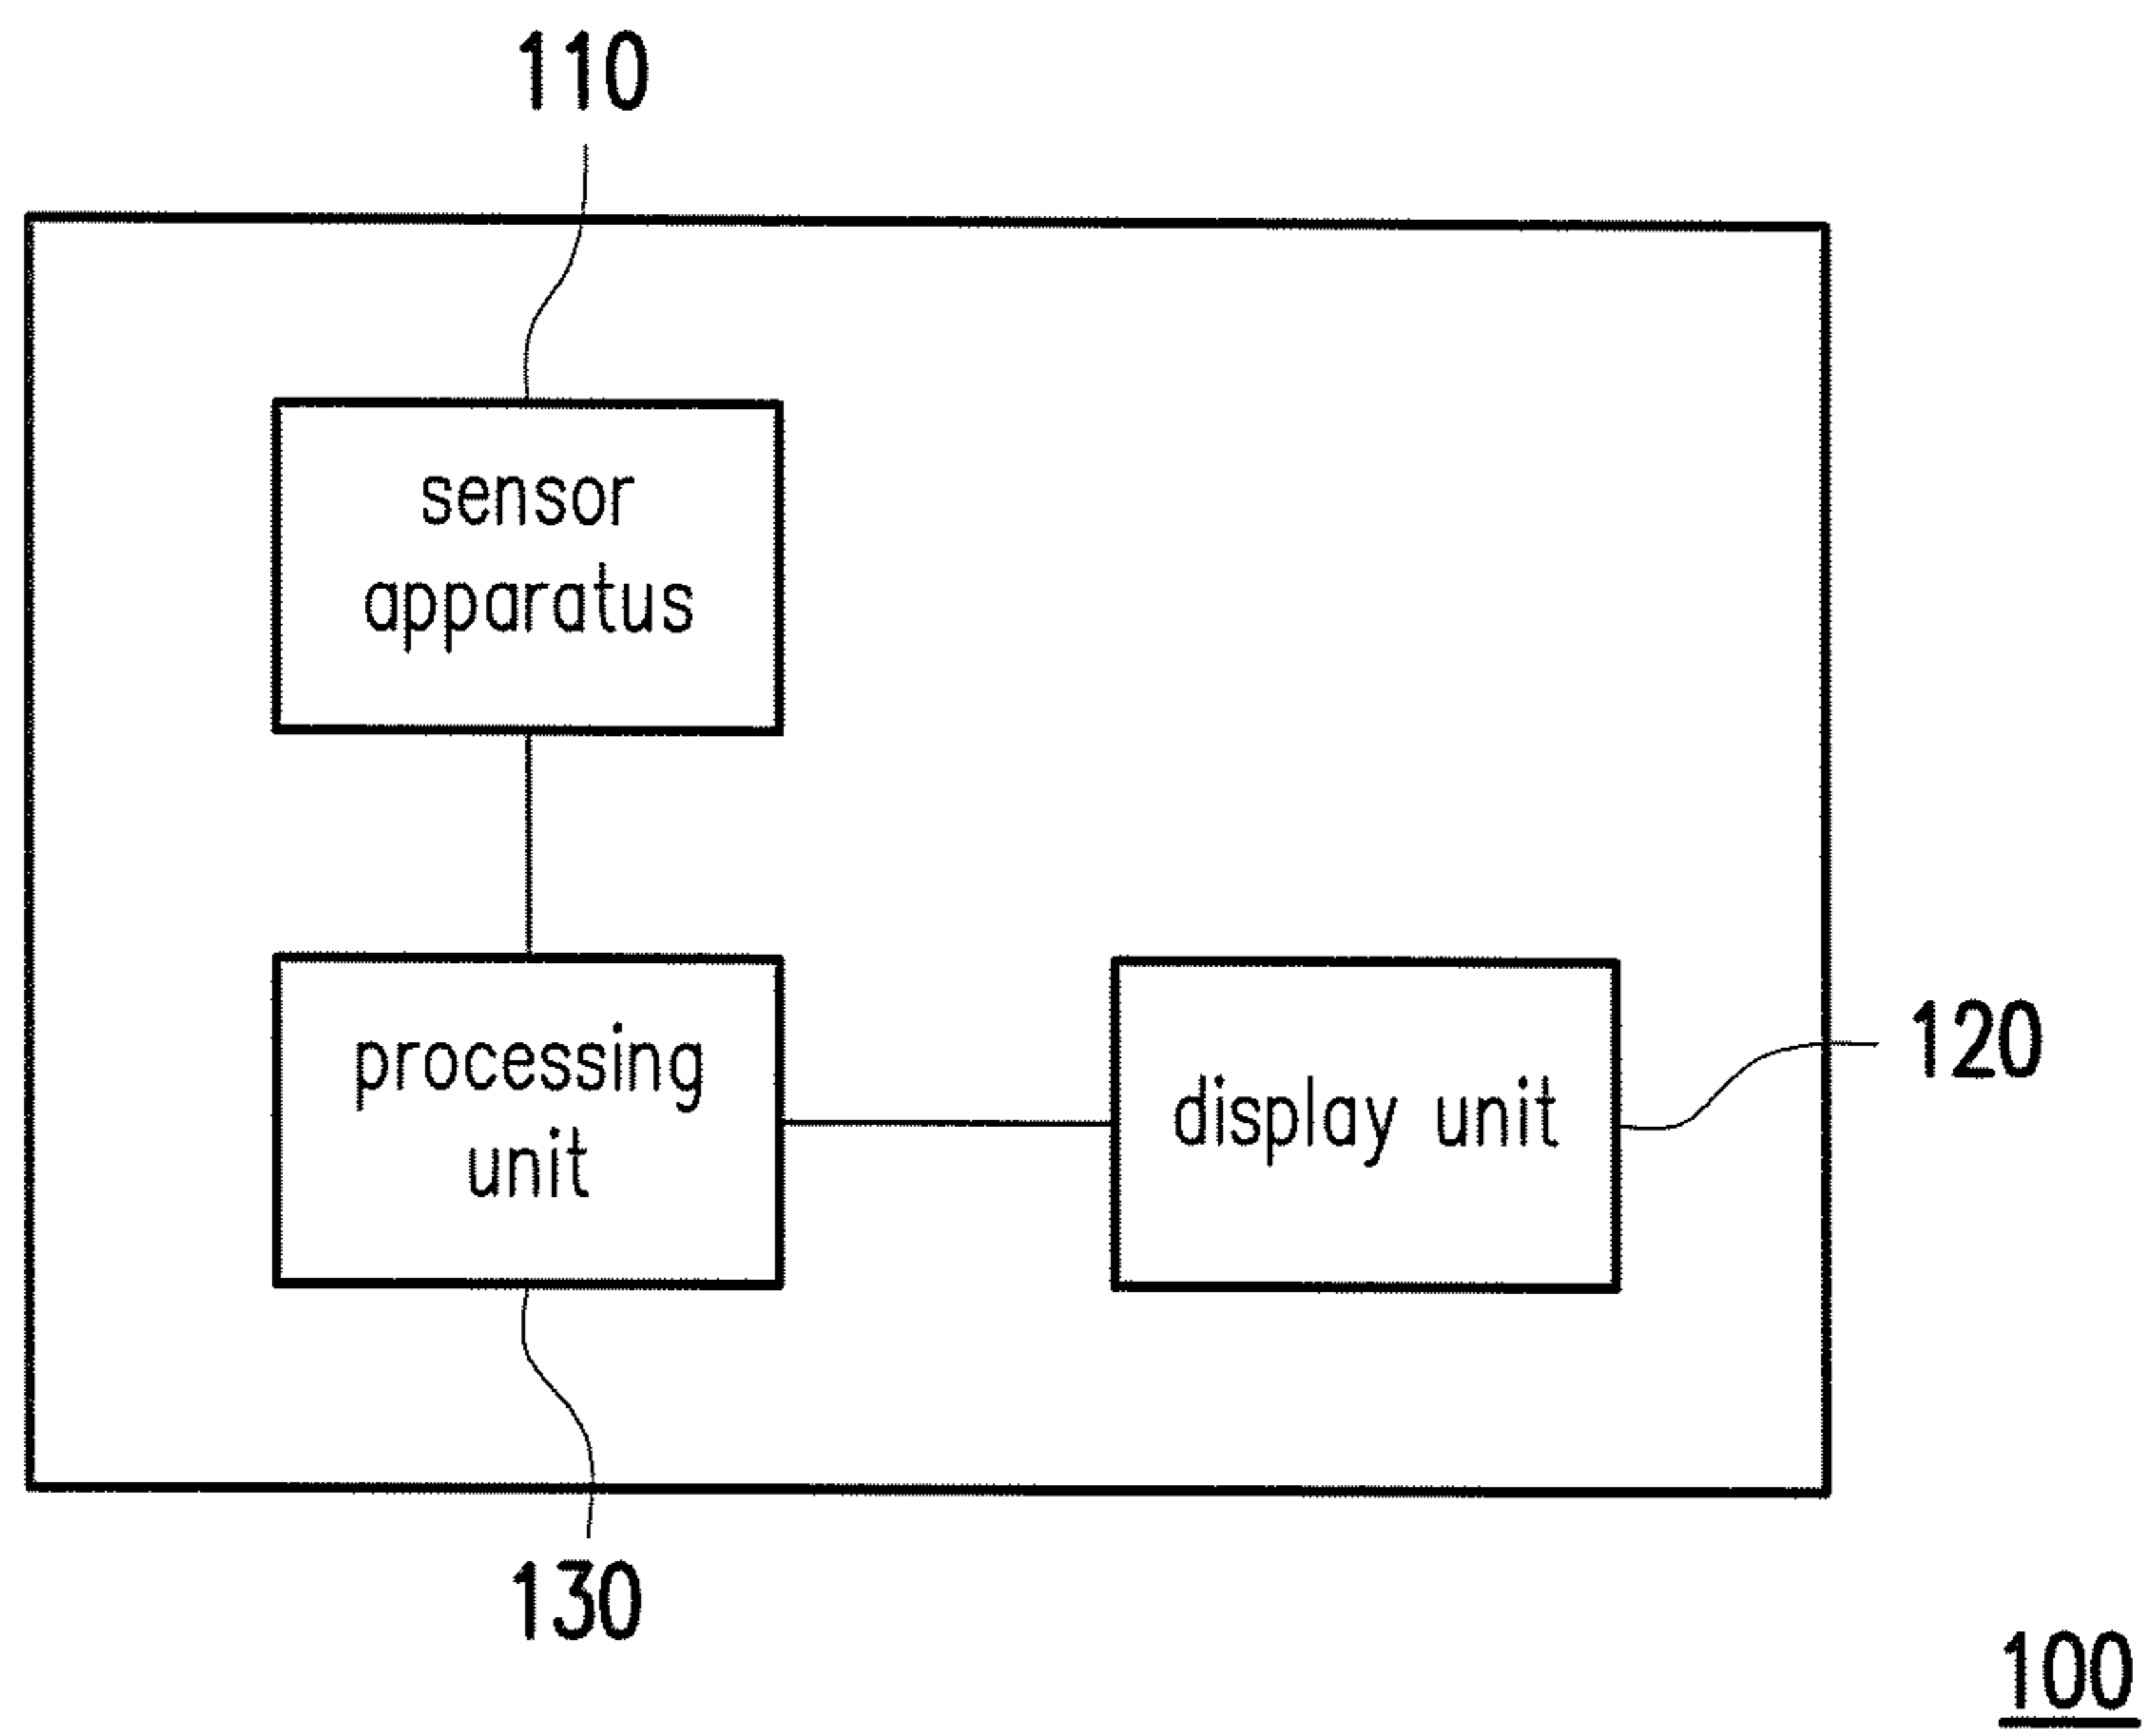 110
sensor
apparatus
processing
unit
display unit
120
130
100